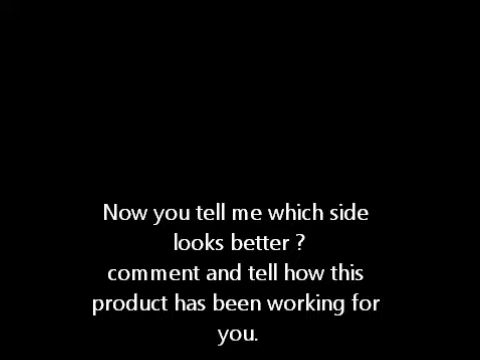 Now you tell me which side
looks better ?
comment and tell how this
product has been working for
you.